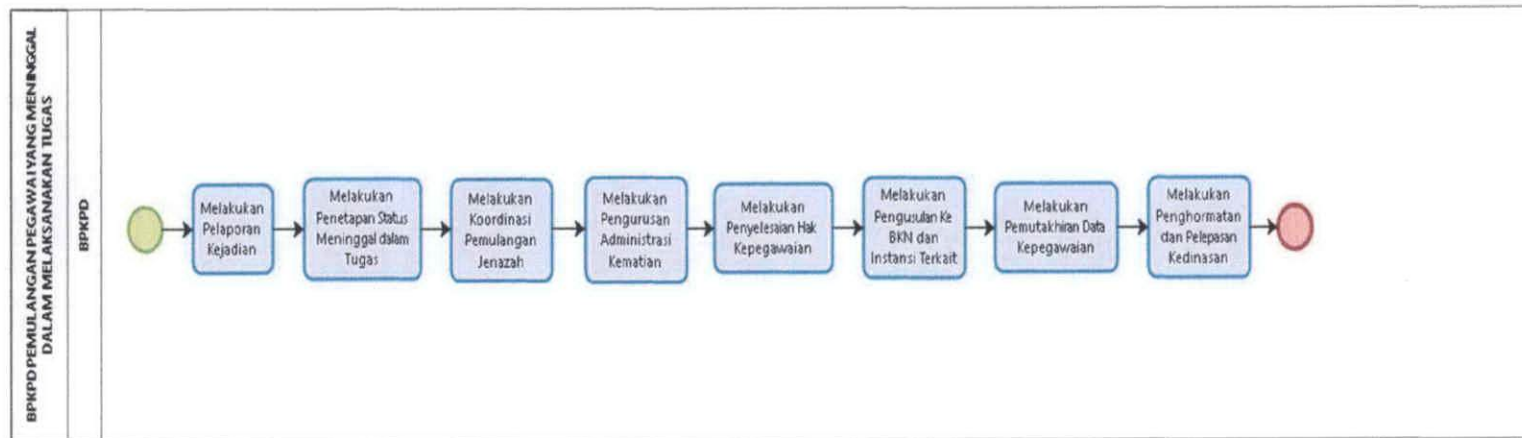 BPKPD PEMULANGAN PEGAWAI YANG MENINGGAL
DALAM MELAKSANAKAN TUGAS
BPKPD
Melakukan
Pelaporan
Kejadian
Melakukan
Penetapan Status
Meninggal dalam
Tugas
Melakukan
Koordinasi
Pemulangan
Jenazah
Melakukan
Pengurusan
Administrasi
Kematian
Melakukan
Penyelesaian Hak
Kepegawaian
Melakukan
Pengusulan Ke
BKN dan
Instansi Terkait
Melakukan
Pemutakhiran Data
Kepegawaian
Melakukan
Penghormatan
dan Pelepasan
Kedinasan